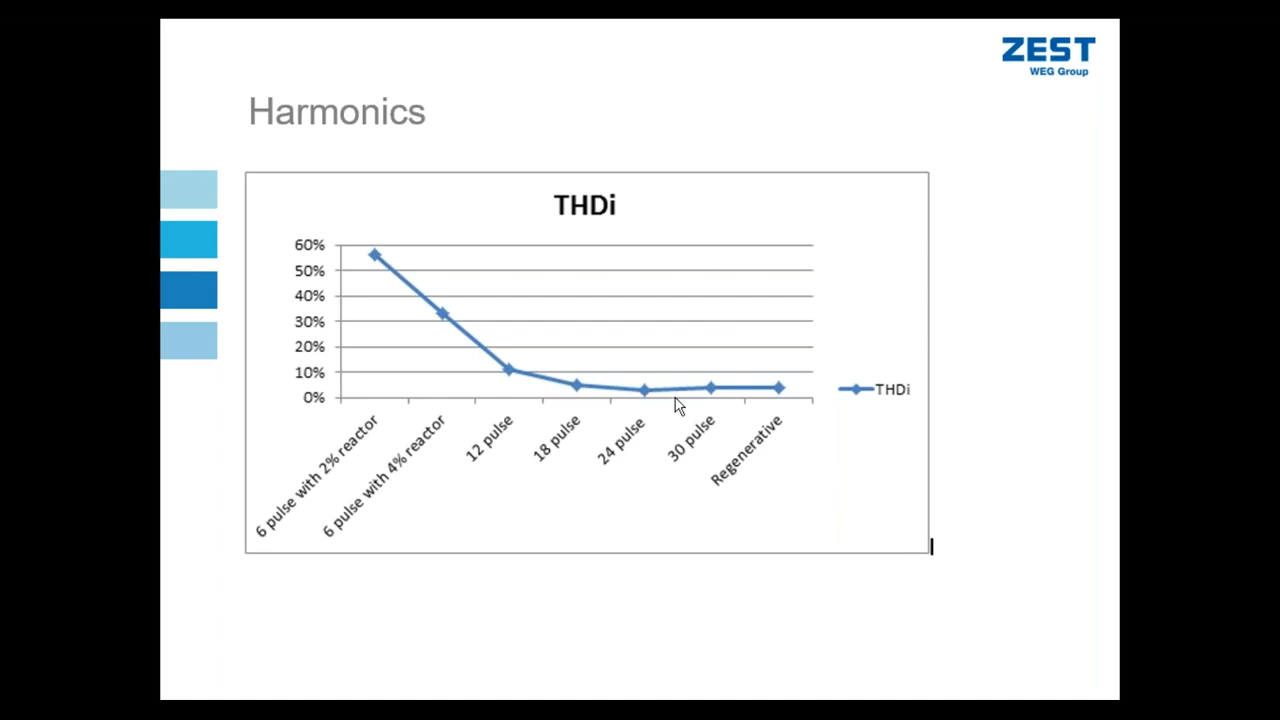 ZEST
WEG Group
Harmonics
THDi
60%
50%
40%
30%
20%
10%
0%
6 pulse with 2% reactor
6 pulse with 4% reactor
12 pulse
18 pulse
24 pulse
30 pulse
Regenerative
THDi